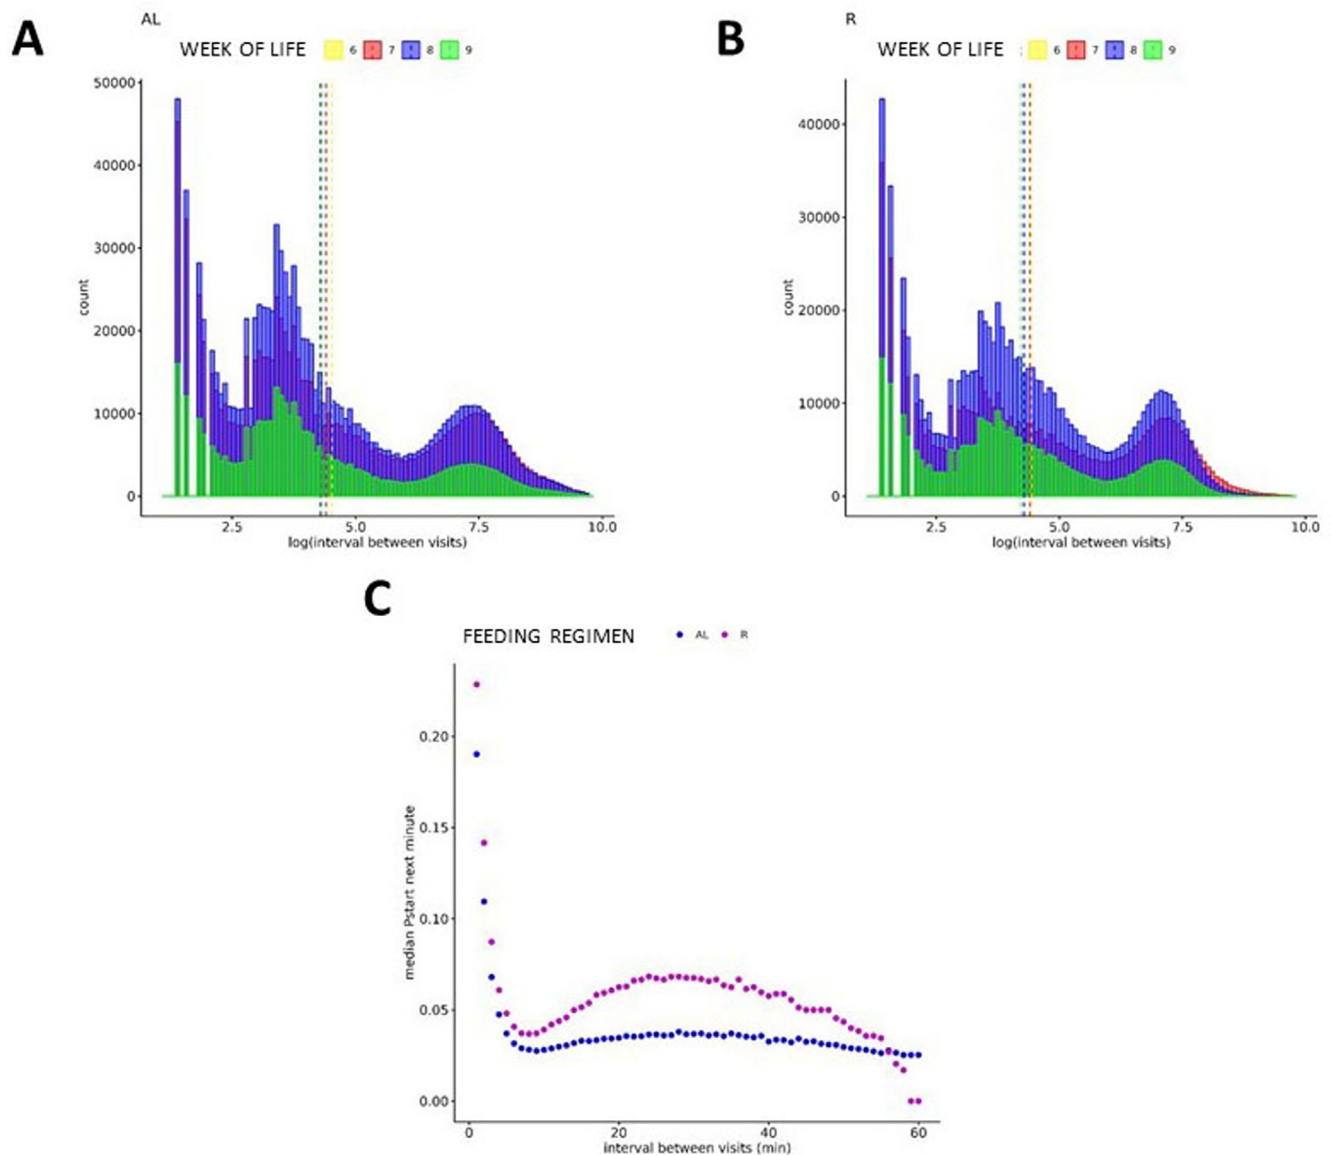 A
AL
WEEK OF LIFE 6 7 8 9
50000
40000
30000
20000
10000
0
count
2.5 5.0 7.5 10.0
log(interval between visits)
B
R
WEEK OF LIFE : 6 7 8 9
40000
30000
20000
10000
0
count
2.5 5.0 7.5 10.0
log(interval between visits)
C
FEEDING REGIMEN AL R
0.20
0.15
0.10
0.05
0.00
median Pstart next minute
0 20 40 60
interval between visits (min)